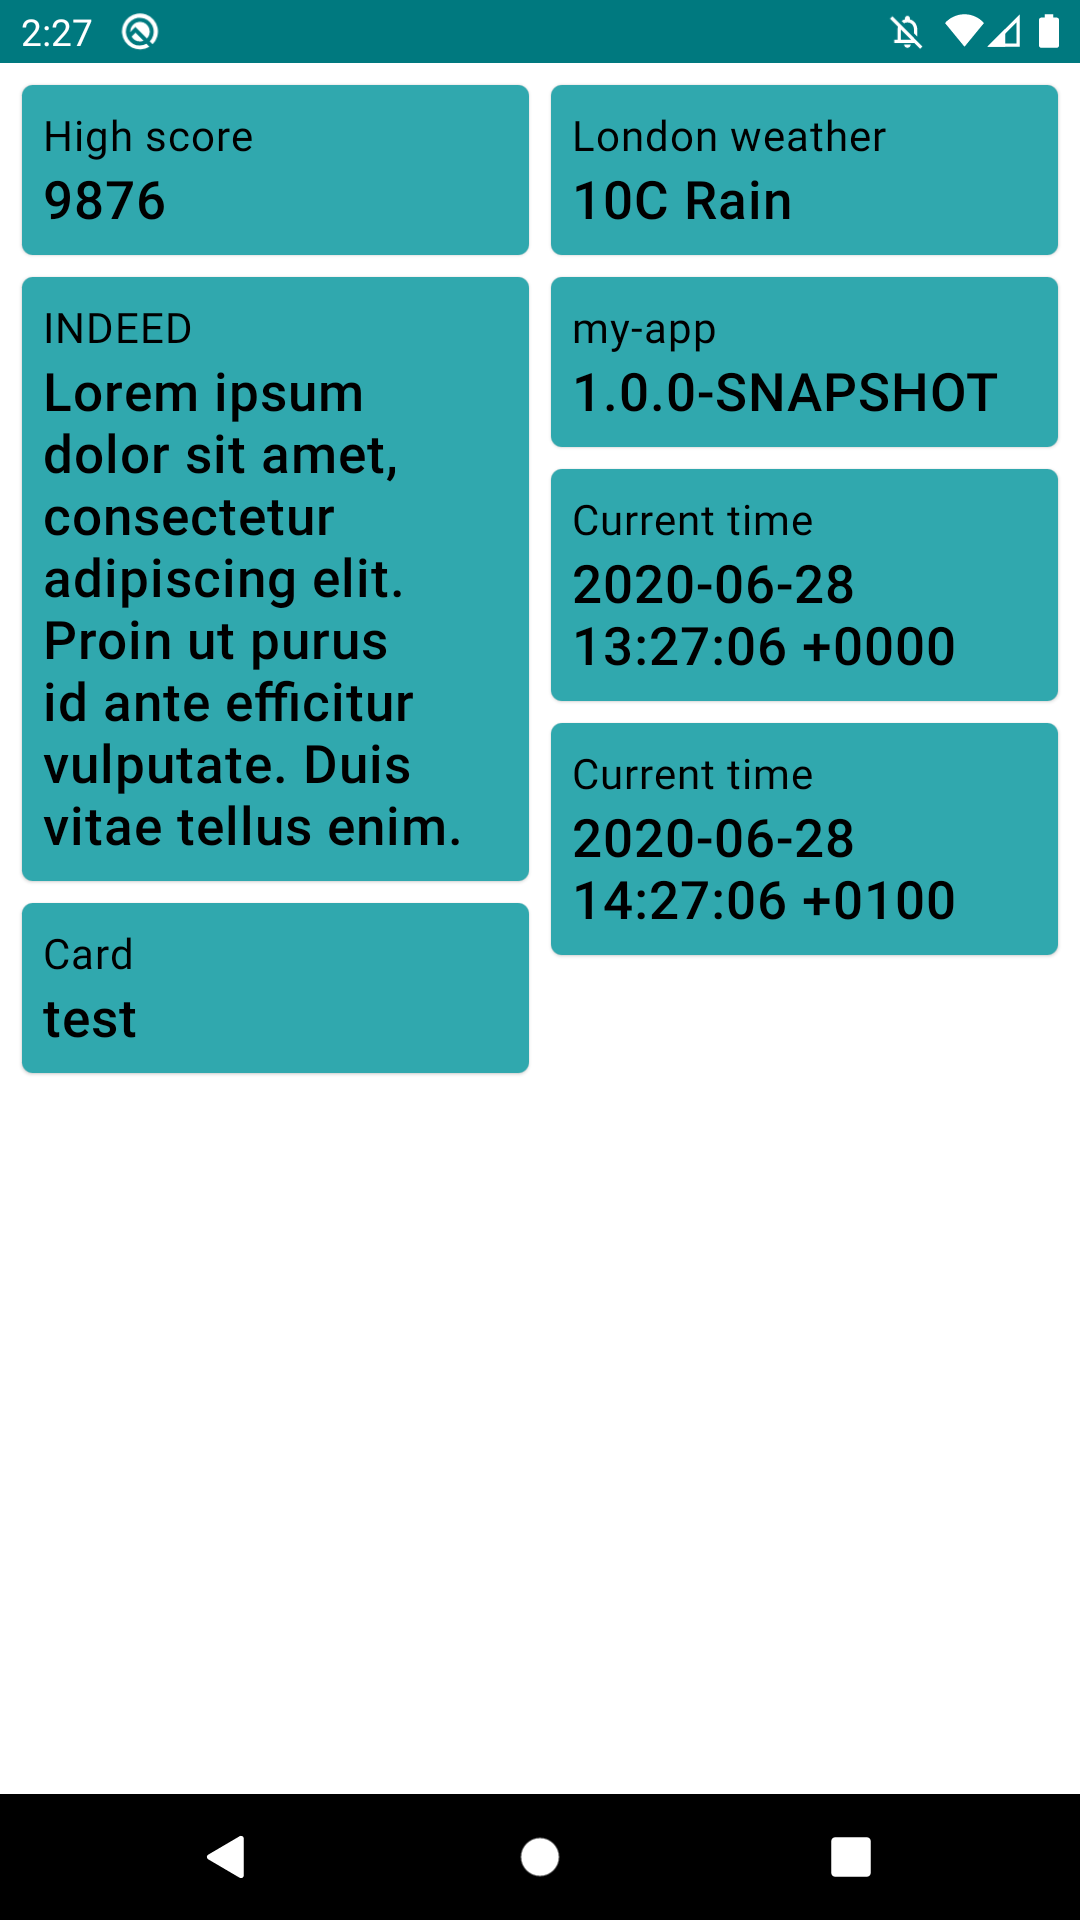 2:27
High score
9876
London weather
10C Rain
INDEED
Lorem ipsum
dolor sit amet,
consectetur
adipiscing elit.
Proin ut purus
id ante efficitur
vulputate. Duis
vitae tellus enim.
my-app
1.0.0-SNAPSHOT
Current time
2020-06-28
13:27:06 +0000
Current time
2020-06-28
14:27:06 +0100
Card
test